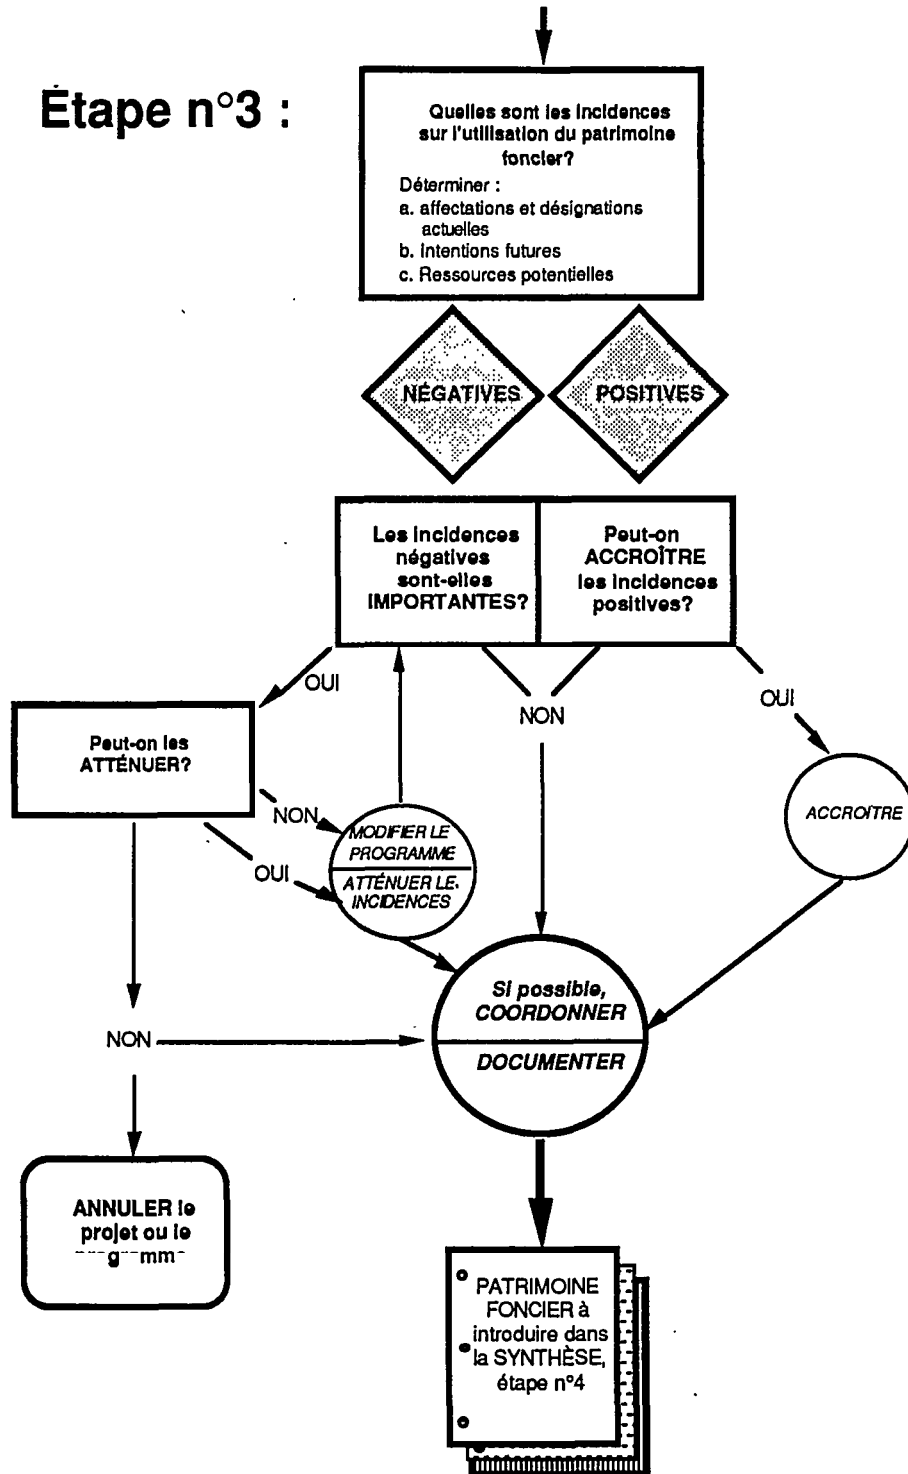 Étape n°3 :
Quelles sont les incidences
sur l'utilisation du patrimoine
foncier?
Déterminer :
a. affectations et désignations
actuelles
b. Intentions futures
c. Ressources potentielles
NÉGATIVES
POSITIVES
Les incidences
négatives
sont-elles
IMPORTANTES?
Peut-on
ACCROÎTRE
les incidences
positives?
OUI
NON
OUI
Peut-on les
ATTÉNUER?
NON
OUI
MODIFIER LE
PROGRAMME
ATTÉNUER LE
INCIDENCES
ACCROÎTRE
Si possible,
COORDONNER
DOCUMENTER
NON
ANNULER le
projet ou le
PATRIMOINE
FONCIER à
introduire dans
la SYNTHÈSE,
étape n°4